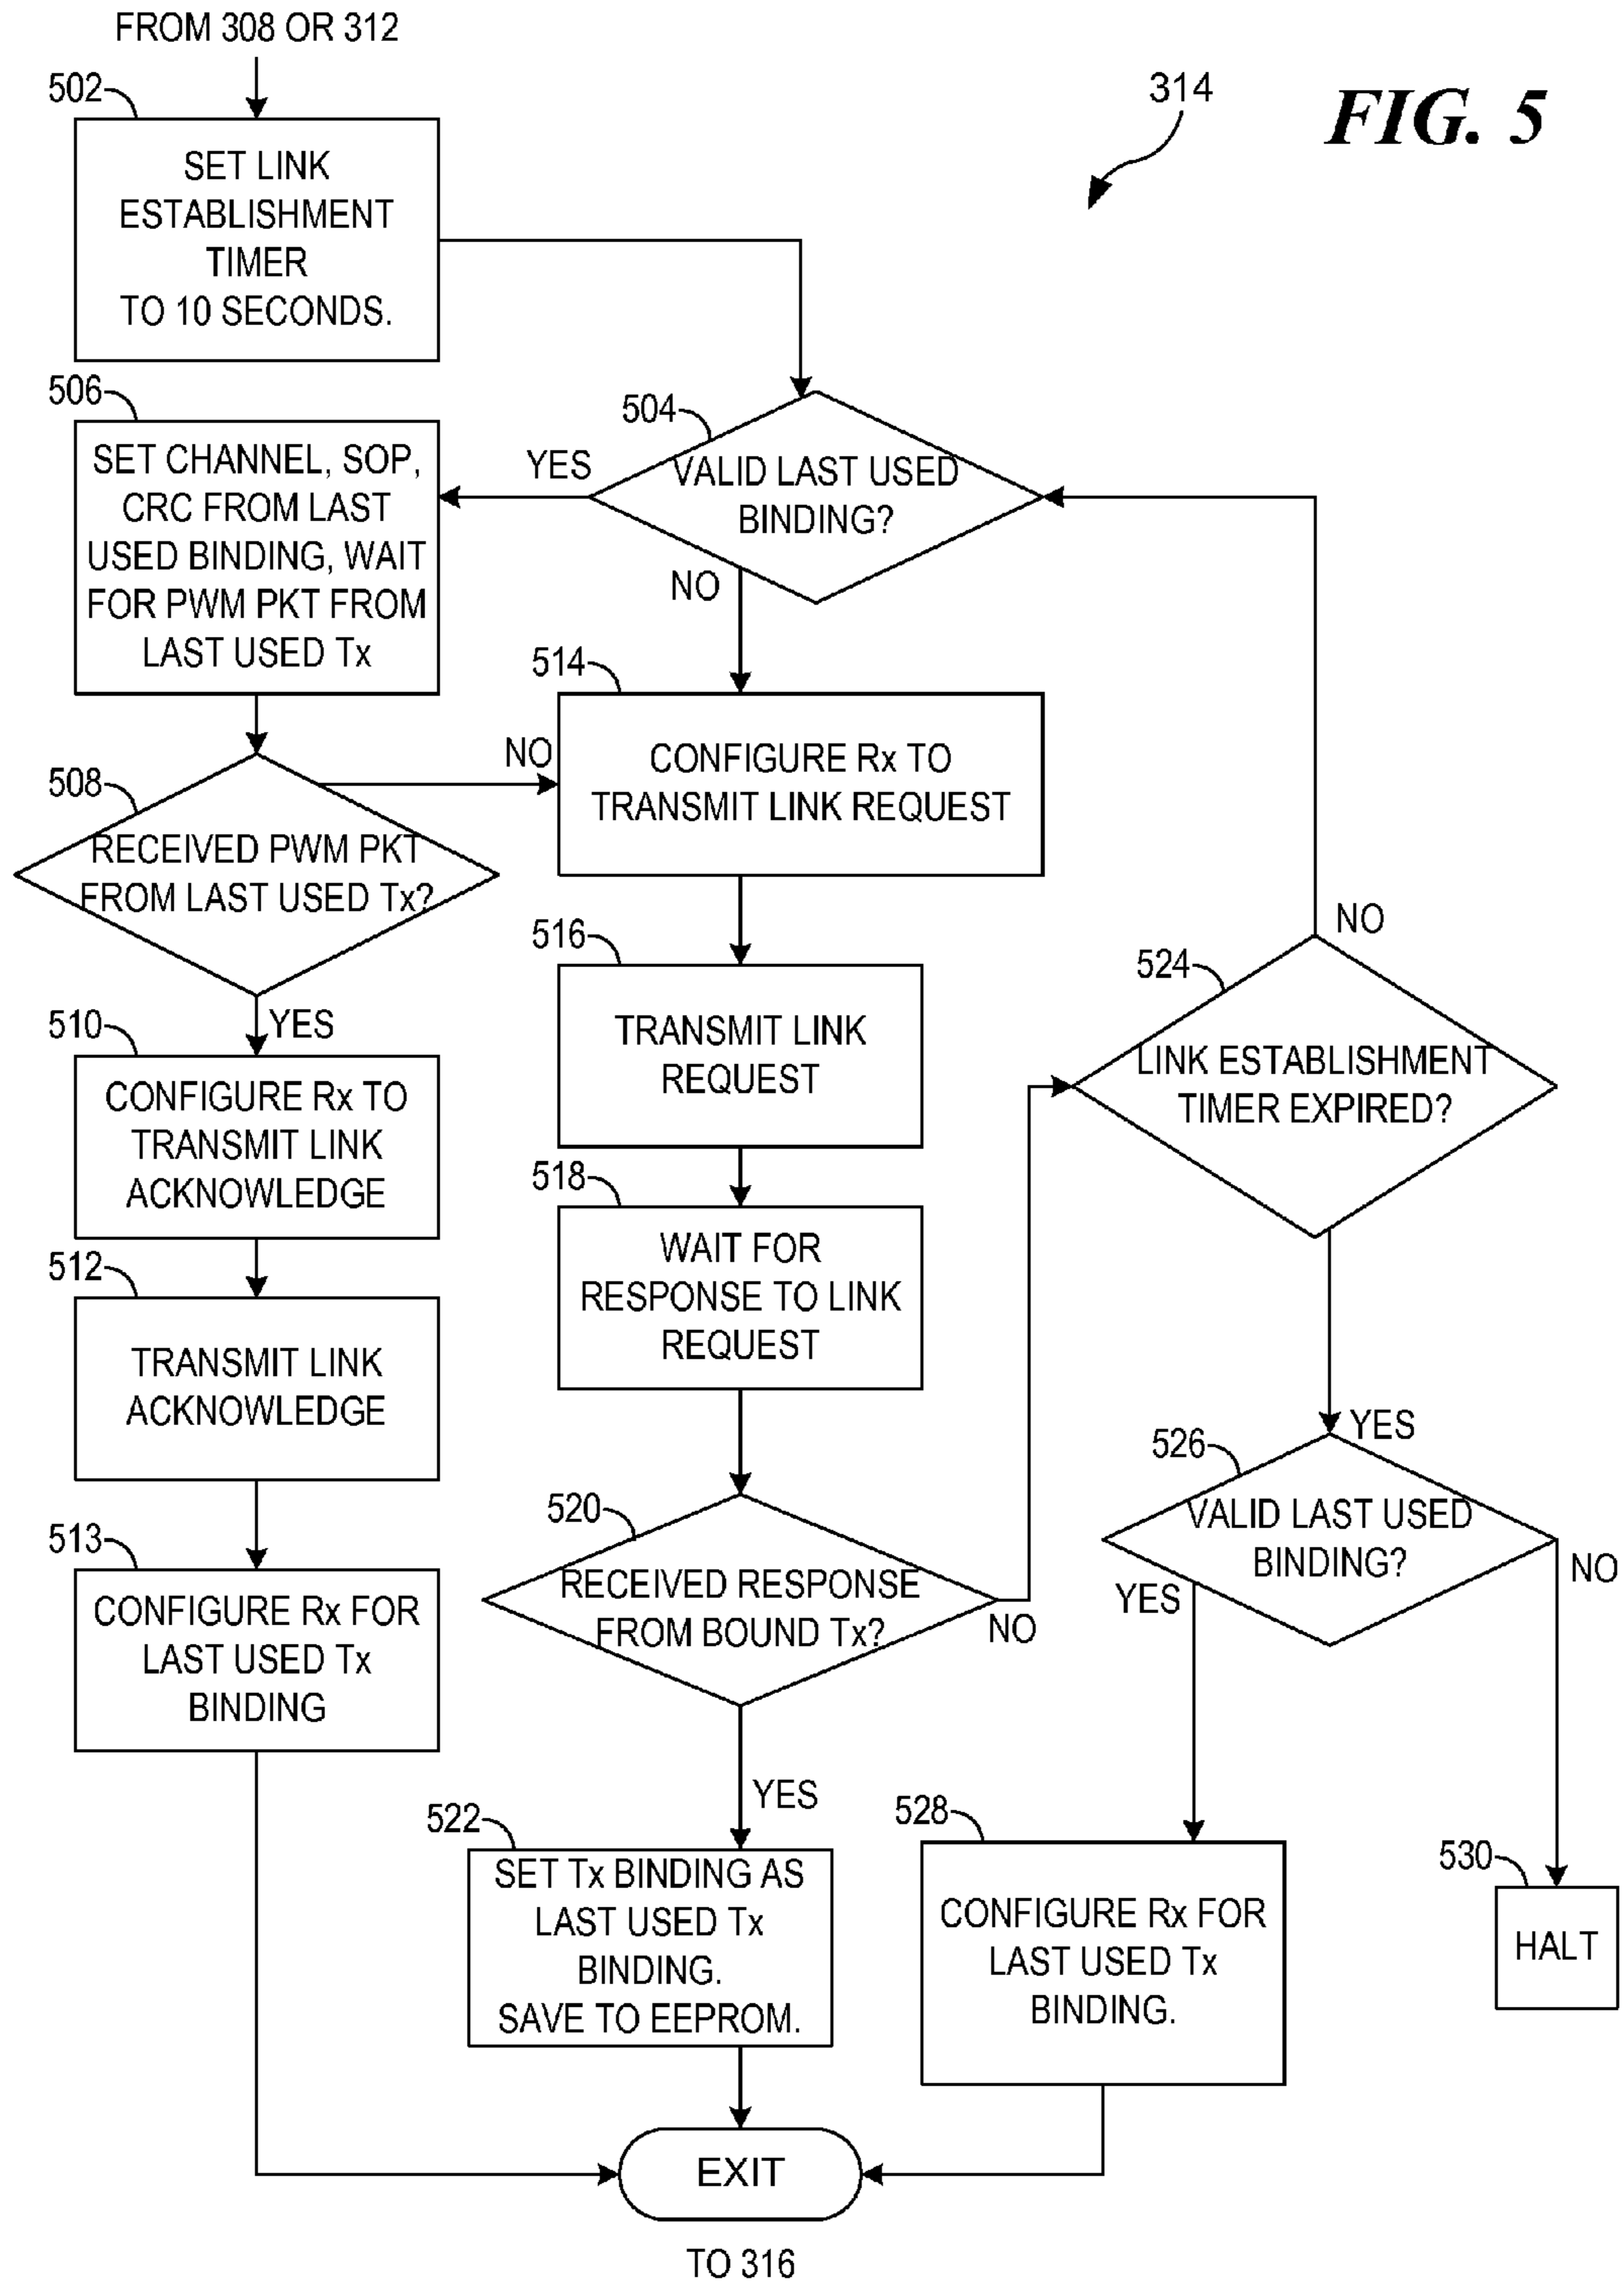 FROM 308 OR 312
314
FIG. 5
502
SET LINK
ESTABLISHMENT
TIMER
TO 10 SECONDS.
504
VALID LAST USED
BINDING?
YES
NO
506
SET CHANNEL, SOP,
CRC FROM LAST
USED BINDING, WAIT
FOR PWM PKT FROM
LAST USED Tx
508
RECEIVED PWM PKT
FROM LAST USED Tx?
NO
YES
510
CONFIGURE Rx TO
TRANSMIT LINK
ACKNOWLEDGE
512
TRANSMIT LINK
ACKNOWLEDGE
513
CONFIGURE Rx FOR
LAST USED Tx
BINDING
514
CONFIGURE Rx TO
TRANSMIT LINK REQUEST
516
TRANSMIT LINK
REQUEST
518
WAIT FOR
RESPONSE TO LINK
REQUEST
520
RECEIVED RESPONSE
FROM BOUND Tx?
NO
YES
522
SET Tx BINDING AS
LAST USED Tx
BINDING.
SAVE TO EEPROM.
524
LINK ESTABLISHMENT
TIMER EXPIRED?
NO
YES
526
VALID LAST USED
BINDING?
YES
NO
528
CONFIGURE Rx FOR
LAST USED Tx
BINDING.
530
HALT
EXIT
TO 316